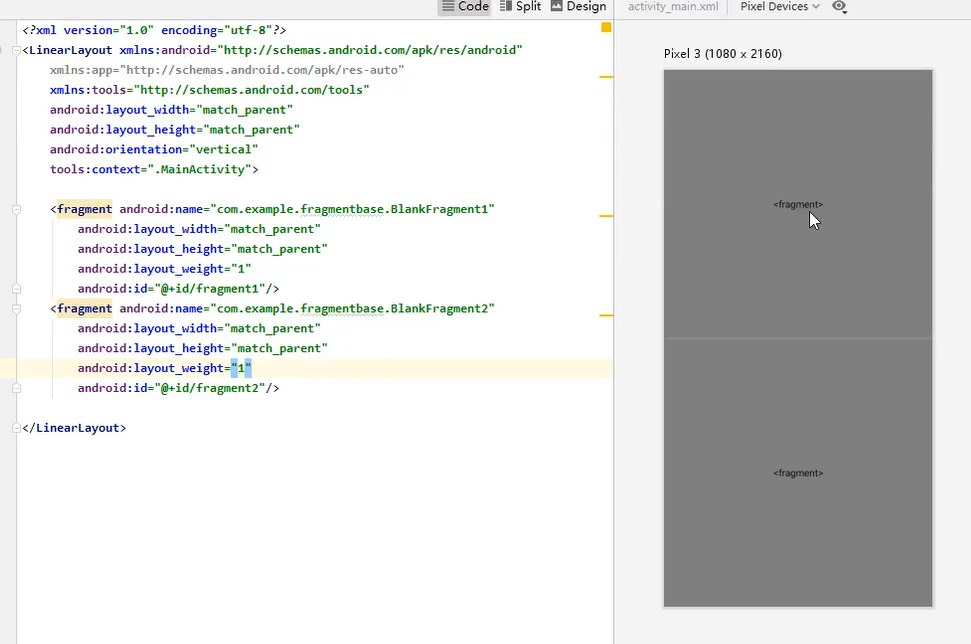 Code Split Design
activity_main.xml Pixel Devices
<?xml version="1.0" encoding="utf-8"?>
<LinearLayout xmlns:android="http://schemas.android.com/apk/res/android"
xmlns:app="http://schemas.android.com/apk/res-auto"
xmlns:tools="http://schemas.android.com/tools"
android:layout_width="match_parent"
android:layout_height="match_parent"
android:orientation="vertical"
tools:context=".MainActivity">
<fragment android:name="com.example.fragmentbase.BlankFragment1"
android:layout_width="match_parent"
android:layout_height="match_parent"
android:layout_weight="1"
android:id="@+id/fragment1"/>
<fragment android:name="com.example.fragmentbase.BlankFragment2"
android:layout_width="match_parent"
android:layout_height="match_parent"
android:layout_weight="1"
android:id="@+id/fragment2"/>
</LinearLayout>
Pixel 3 (1080 x 2160)
<fragment>
<fragment>